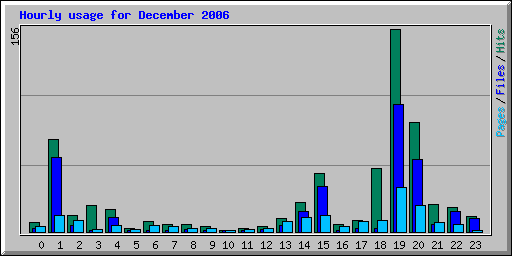 Hourly usage for December 2006
156
Pages / Files / Hits
0 1 2 3 4 5 6 7 8 9 10 11 12 13 14 15 16 17 18 19 20 21 22 23